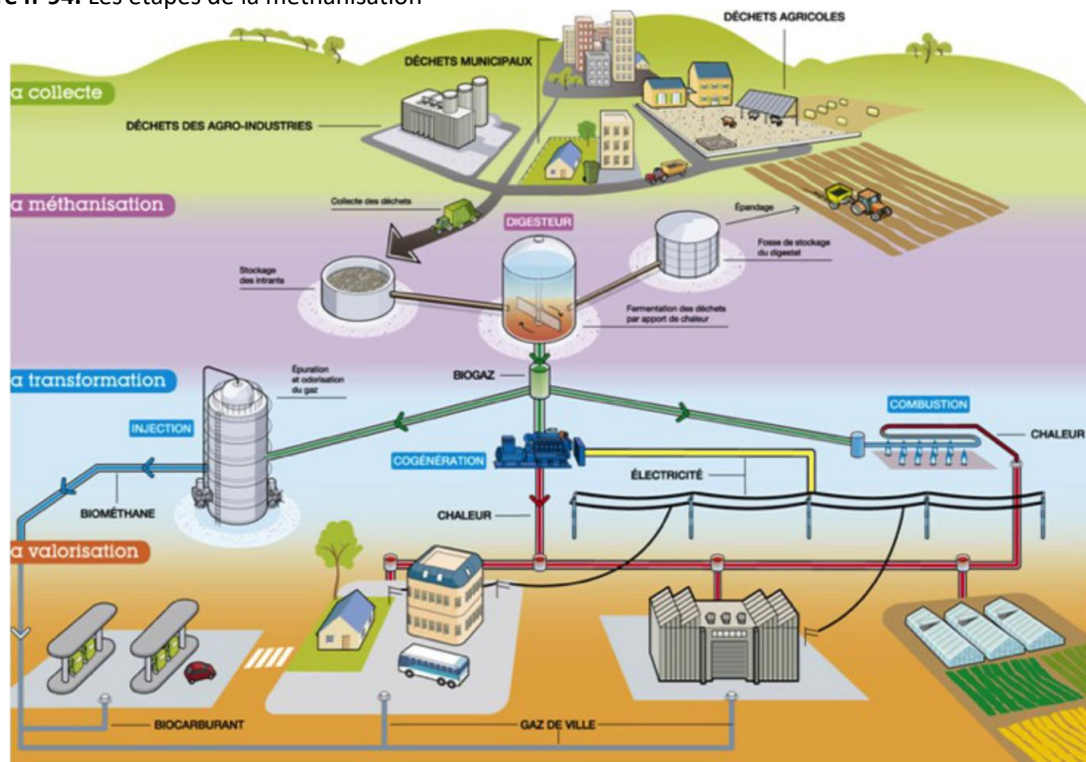 re n°94. Les étapes de la méthanisation
DÉCHETS AGRICOLES
DÉCHETS MUNICIPAUX
a collecte
DÉCHETS DES AGRO-INDUSTRIES
a méthanisation
Collecte des déchets
DIGESTEUR
Épandage
Fosse de stockage
du digestat
Stockage
des intrants
Fermentation des déchets
par apport de chaleur
a transformation
Épuration
et odorisation
du gaz
BIOGAZ
COMBUSTION
INJECTION
CHALEUR
COGÉNÉRATION
ÉLECTRICITÉ
BIOMÉTHANE
CHALEUR
a valorisation
BIOCARBURANT
GAZ DE VILLE